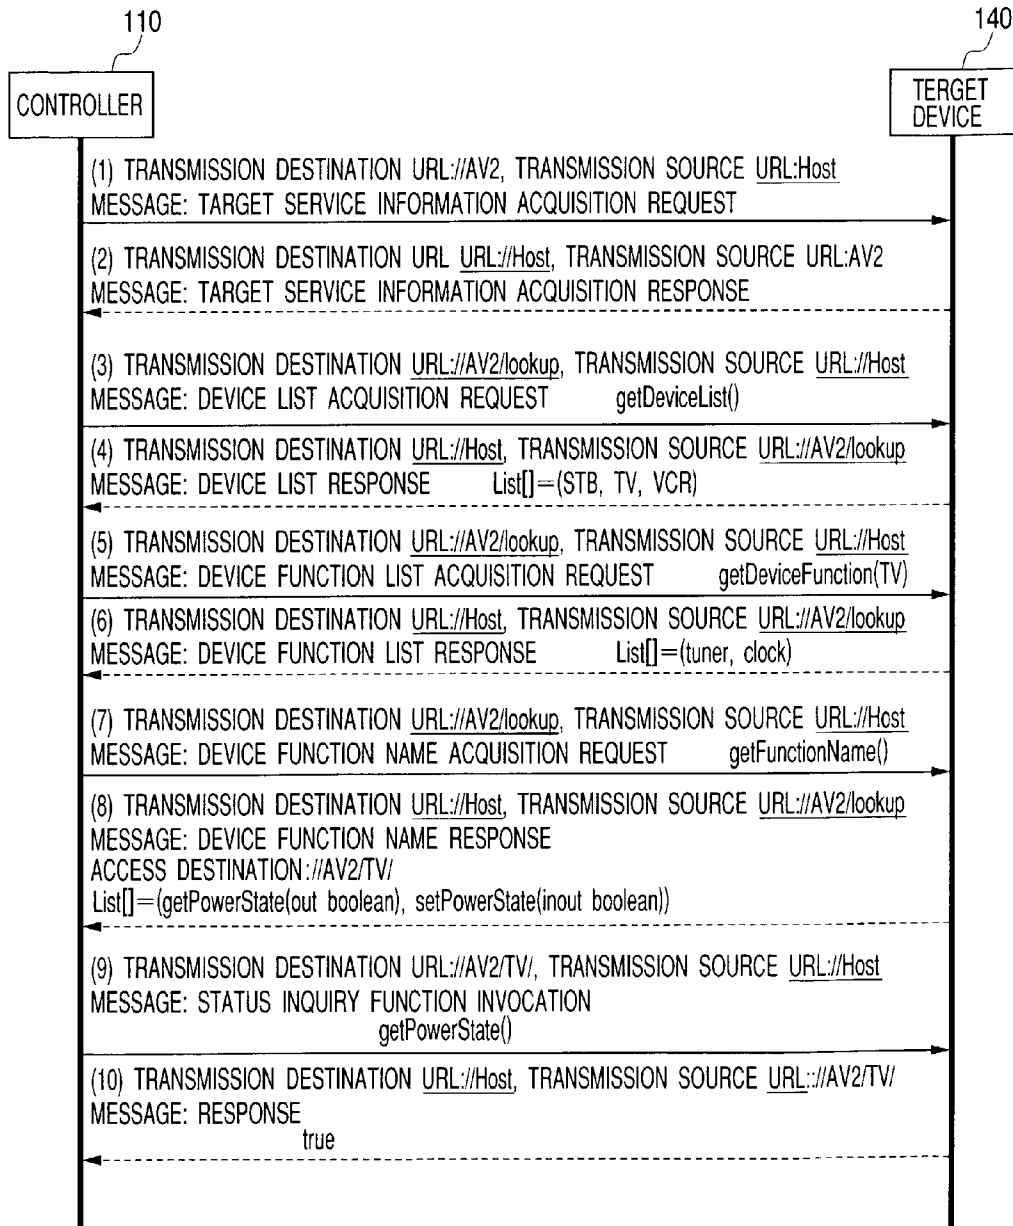 110
140
CONTROLLER
TERGET
DEVICE
(1) TRANSMISSION DESTINATION URL://AV2, TRANSMISSION SOURCE URL:Host
MESSAGE: TARGET SERVICE INFORMATION ACQUISITION REQUEST
(2) TRANSMISSION DESTINATION URL URL://Host, TRANSMISSION SOURCE URL:AV2
MESSAGE: TARGET SERVICE INFORMATION ACQUISITION RESPONSE
(3) TRANSMISSION DESTINATION URL://AV2/lookup, TRANSMISSION SOURCE URL://Host
MESSAGE: DEVICE LIST ACQUISITION REQUEST getDeviceList()
(4) TRANSMISSION DESTINATION URL://Host, TRANSMISSION SOURCE URL://AV2/lookup
MESSAGE: DEVICE LIST RESPONSE List[]=(STB, TV, VCR)
(5) TRANSMISSION DESTINATION URL://AV2/lookup, TRANSMISSION SOURCE URL://Host
MESSAGE: DEVICE FUNCTION LIST ACQUISITION REQUEST getDeviceFunction(TV)
(6) TRANSMISSION DESTINATION URL://Host, TRANSMISSION SOURCE URL://AV2/lookup
MESSAGE: DEVICE FUNCTION LIST RESPONSE List[]=(tuner, clock)
(7) TRANSMISSION DESTINATION URL://AV2/lookup, TRANSMISSION SOURCE URL://Host
MESSAGE: DEVICE FUNCTION NAME ACQUISITION REQUEST getFunctionName()
(8) TRANSMISSION DESTINATION URL://Host, TRANSMISSION SOURCE URL://AV2/lookup
MESSAGE: DEVICE FUNCTION NAME RESPONSE
ACCESS DESTINATION://AV2/TV/
List[]=(getPowerState(out boolean), setPowerState(inout boolean))
(9) TRANSMISSION DESTINATION URL://AV2/TV/, TRANSMISSION SOURCE URL://Host
MESSAGE: STATUS INQUIRY FUNCTION INVOCATION
getPowerState()
(10) TRANSMISSION DESTINATION URL://Host, TRANSMISSION SOURCE URL:://AV2/TV/
MESSAGE: RESPONSE
true